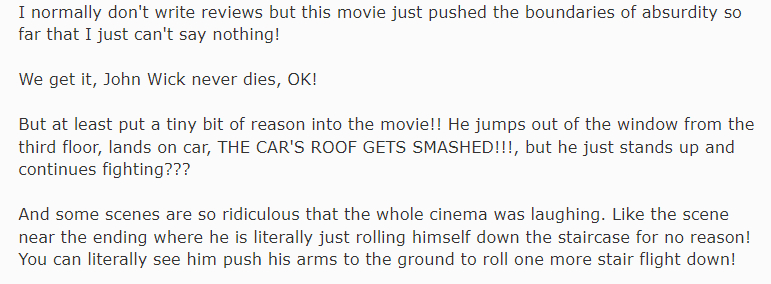 I normally don't write reviews but this movie just pushed the boundaries of absurdity so
far that I just can't say nothing!
We get it, John Wick never dies, OK!
But at least put a tiny bit of reason into the movie!! He jumps out of the window from the
third floor, lands on car, THE CAR'S ROOF GETS SMASHED!!!, but he just stands up and
continues fighting???
And some scenes are so ridiculous that the whole cinema was laughing. Like the scene
near the ending where he is literally just rolling himself down the staircase for no reason!
You can literally see him push his arms to the ground to roll one more stair flight down!